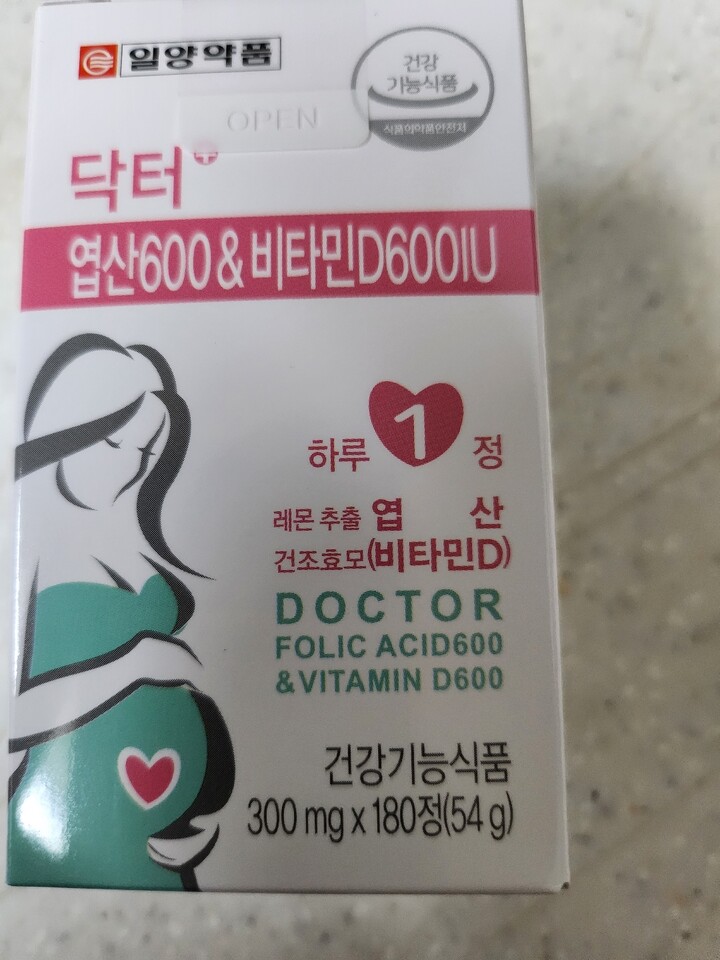 일양약품
건강
기능식품
식품의약품안전처
OPEN
닥터+
엽산600 & 비타민D600IU
하루 1 정
레몬 추출 엽 산
건조효모(비타민D)
DOCTOR
FOLIC ACID600
&VITAMIN D600
건강기능식품
300 mg x 180정(54 g)